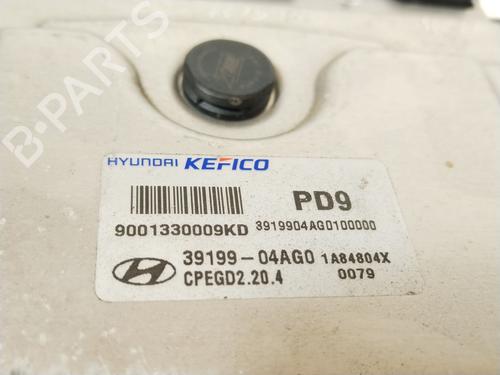 B-PARTS
HYUNDAI KEFICO
PD9
9001330009KD 3919904AG0100000
39199-04AG0 1A84804X
CPEGD2.20.4 0079